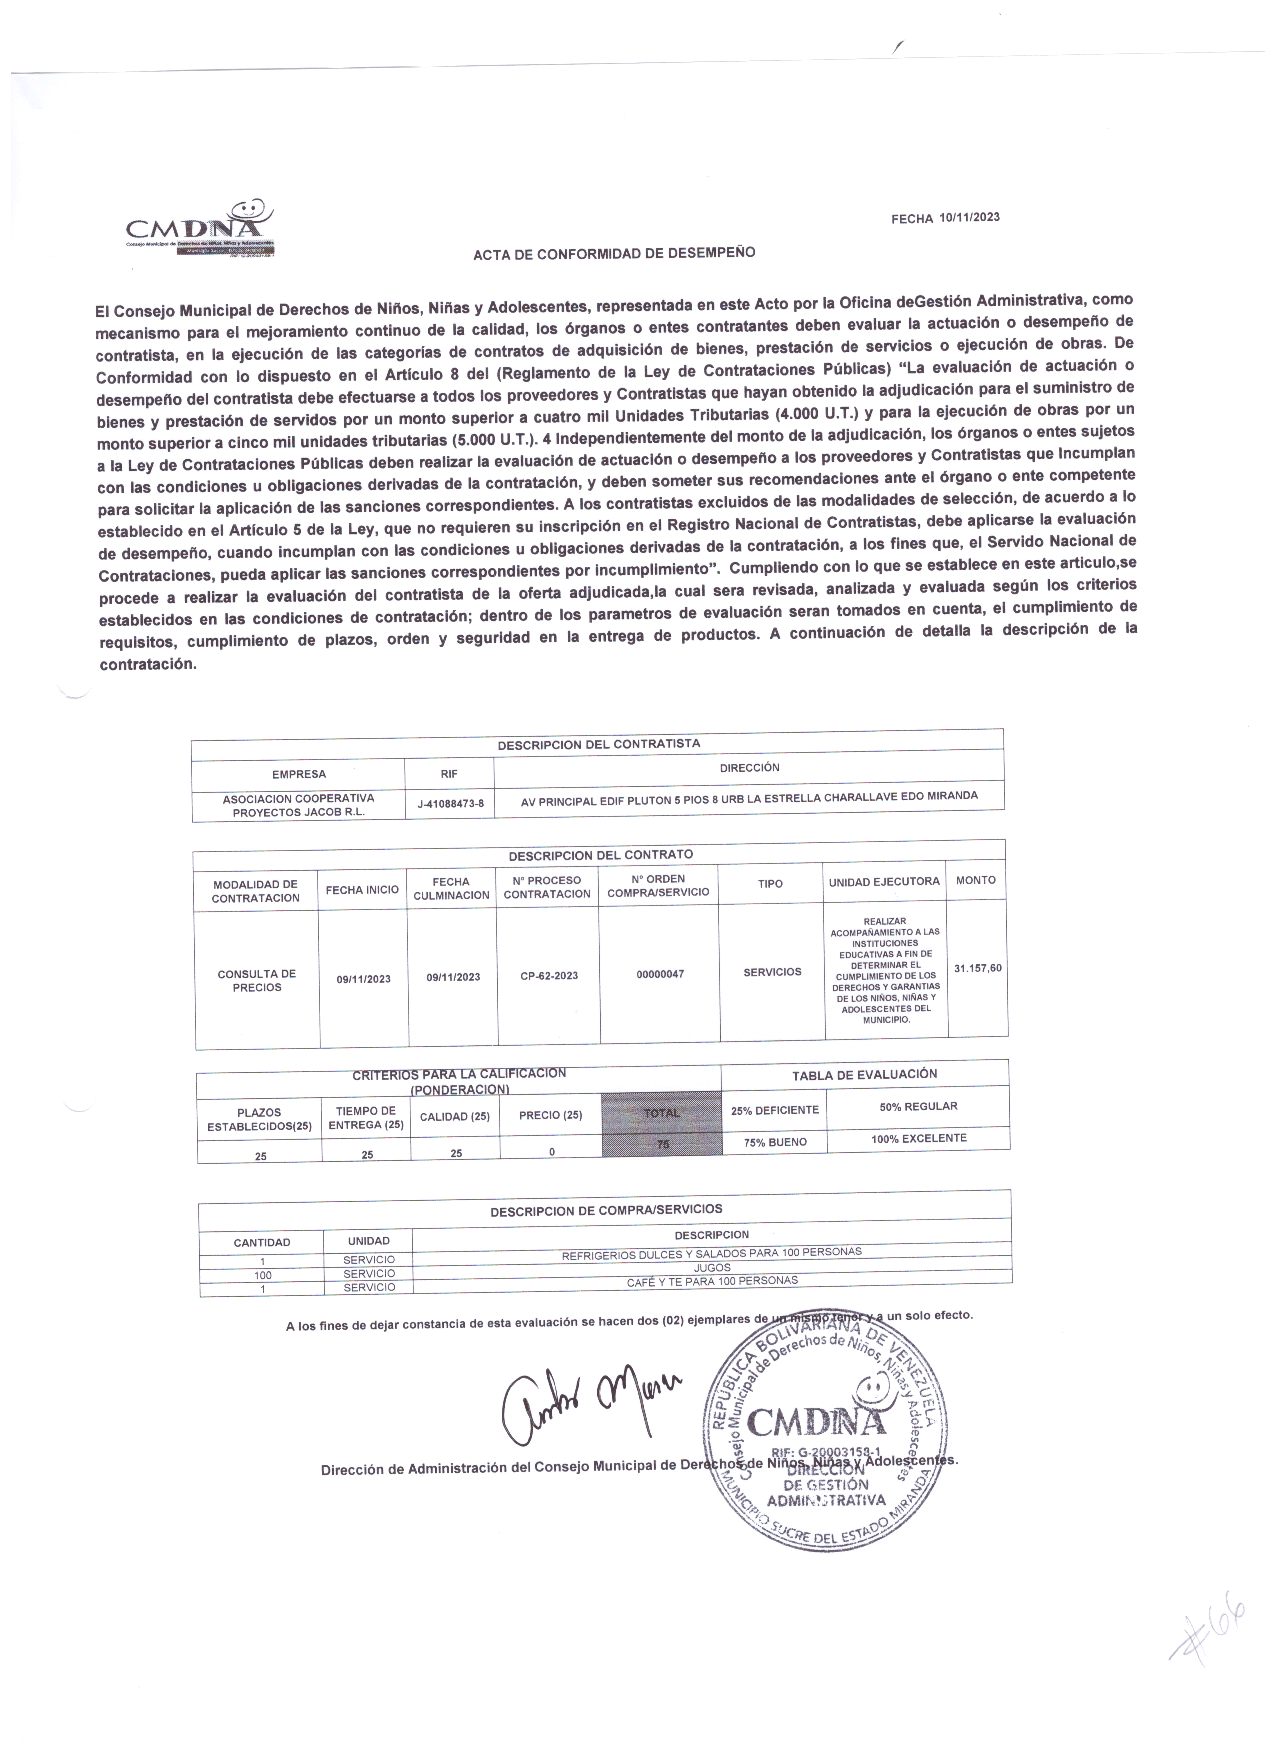 CMDNA
Consejo Municipal de Derechos de Niños, Niñas y Adolescentes
FECHA 10/11/2023
ACTA DE CONFORMIDAD DE DESEMPEÑO
El Consejo Municipal de Derechos de Niños, Niñas y Adolescentes, representada en este Acto por la Oficina deGestión Administrativa, como
mecanismo para el mejoramiento continuo de la calidad, los órganos o entes contratantes deben evaluar la actuación o desempeño de
contratista, en la ejecución de las categorías de contratos de adquisición de bienes, prestación de servicios o ejecución de obras. De
Conformidad con lo dispuesto en el Artículo 8 del (Reglamento de la Ley de Contrataciones Públicas) “La evaluación de actuación o
desempeño del contratista debe efectuarse a todos los proveedores y Contratistas que hayan obtenido la adjudicación para el suministro de
bienes y prestación de servidos por un monto superior a cuatro mil Unidades Tributarias (4.000 U.T.) y para la ejecución de obras por un
monto superior a cinco mil unidades tributarias (5.000 U.T.). 4 Independientemente del monto de la adjudicación, los órganos o entes sujetos
a la Ley de Contrataciones Públicas deben realizar la evaluación de actuación o desempeño a los proveedores y Contratistas que Incumplan
con las condiciones u obligaciones derivadas de la contratación, y deben someter sus recomendaciones ante el órgano o ente competente
para solicitar la aplicación de las sanciones correspondientes. A los contratistas excluidos de las modalidades de selección, de acuerdo a lo
establecido en el Artículo 5 de la Ley, que no requieren su inscripción en el Registro Nacional de Contratistas, debe aplicarse la evaluación
de desempeño, cuando incumplan con las condiciones u obligaciones derivadas de la contratación, a los fines que, el Servido Nacional de
Contrataciones, pueda aplicar las sanciones correspondientes por incumplimiento”. Cumpliendo con lo que se establece en este articulo,se
procede a realizar la evaluación del contratista de la oferta adjudicada,la cual sera revisada, analizada y evaluada según los criterios
establecidos en las condiciones de contratación; dentro de los parametros de evaluación seran tomados en cuenta, el cumplimiento de
requisitos, cumplimiento de plazos, orden y seguridad en la entrega de productos. A continuación de detalla la descripción de la
contratación.
DESCRIPCION DEL CONTRATISTA
EMPRESA RIF DIRECCIÓN
ASOCIACION COOPERATIVA
PROYECTOS JACOB R.L.
J-41088473-8 AV PRINCIPAL EDIF PLUTON 5 PIOS 8 URB LA ESTRELLA CHARALLAVE EDO MIRANDA
DESCRIPCION DEL CONTRATO
MODALIDAD DE
CONTRATACION
FECHA INICIO
FECHA
CULMINACION
N° PROCESO
CONTRATACION
N° ORDEN
COMPRA/SERVICIO
TIPO
UNIDAD EJECUTORA
MONTO
CONSULTA DE
PRECIOS
09/11/2023
09/11/2023
CP-62-2023
00000047
SERVICIOS
REALIZAR
ACOMPAÑAMIENTO A LAS
INSTITUCIONES
EDUCATIVAS A FIN DE
DETERMINAR EL
CUMPLIMIENTO DE LOS
DERECHOS Y GARANTIAS
DE LOS NIÑOS, NIÑAS Y
ADOLESCENTES DEL
MUNICIPIO.
31.157,60
CRITERIOS PARA LA CALIFICACION
(PONDERACION)
TABLA DE EVALUACIÓN
PLAZOS
ESTABLECIDOS(25)
TIEMPO DE
ENTREGA (25)
CALIDAD (25)
PRECIO (25)
TOTAL
25% DEFICIENTE
50% REGULAR
25 25 25 0 75 75% BUENO 100% EXCELENTE
DESCRIPCION DE COMPRA/SERVICIOS
CANTIDAD UNIDAD DESCRIPCION
1 SERVICIO REFRIGERIOS DULCES Y SALADOS PARA 100 PERSONAS
100 SERVICIO JUGOS
1 SERVICIO CAFÉ Y TE PARA 100 PERSONAS
A los fines de dejar constancia de esta evaluación se hacen dos (02) ejemplares de un mismo tenor y a un solo efecto.
REPÚBLICA BOLIVARIANA DE VENEZUELA
Consejo Municipal de Derechos de Niños, Niñas y Adolescentes
CMDNA
RIF: G-20003158-1
Dirección de Administración del Consejo Municipal de Derechos de Niños, Niñas y Adolescentes.
DIRECCIÓN
DE GESTIÓN
ADMINISTRATIVA
MUNICIPIO SUCRE DEL ESTADO MIRANDA
#66